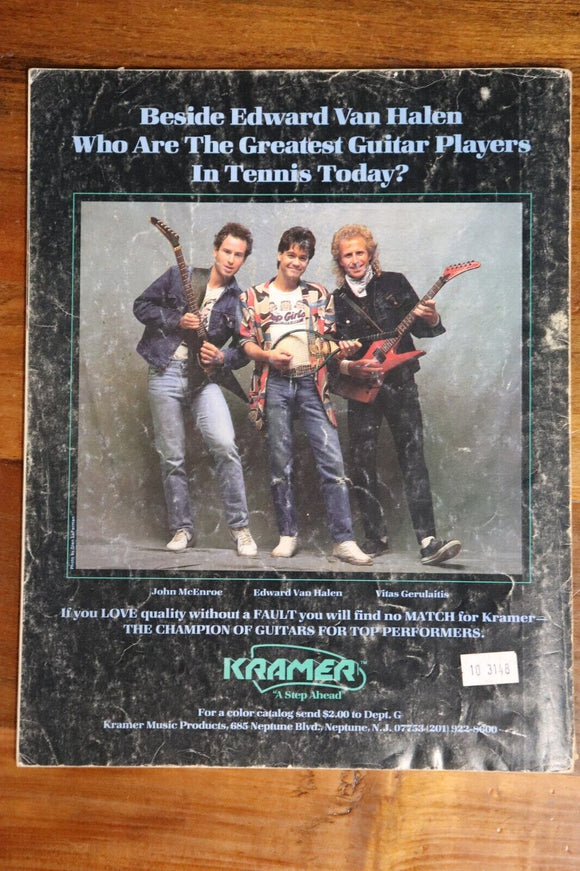 Beside Edward Van Halen
Who Are The Greatest Guitar Players
In Tennis Today?
John McEnroe Edward Van Halen Vitas Gerulaitis
If you LOVE quality without a FAULT you will find no MATCH for Kramer—
THE CHAMPION OF GUITARS FOR TOP PERFORMERS.
KRAMER™
"A Step Ahead"
10 3148
For a color catalog send $2.00 to Dept. G
Kramer Music Products, 685 Neptune Blvd., Neptune, N.J. 07753 (201) 922-8600